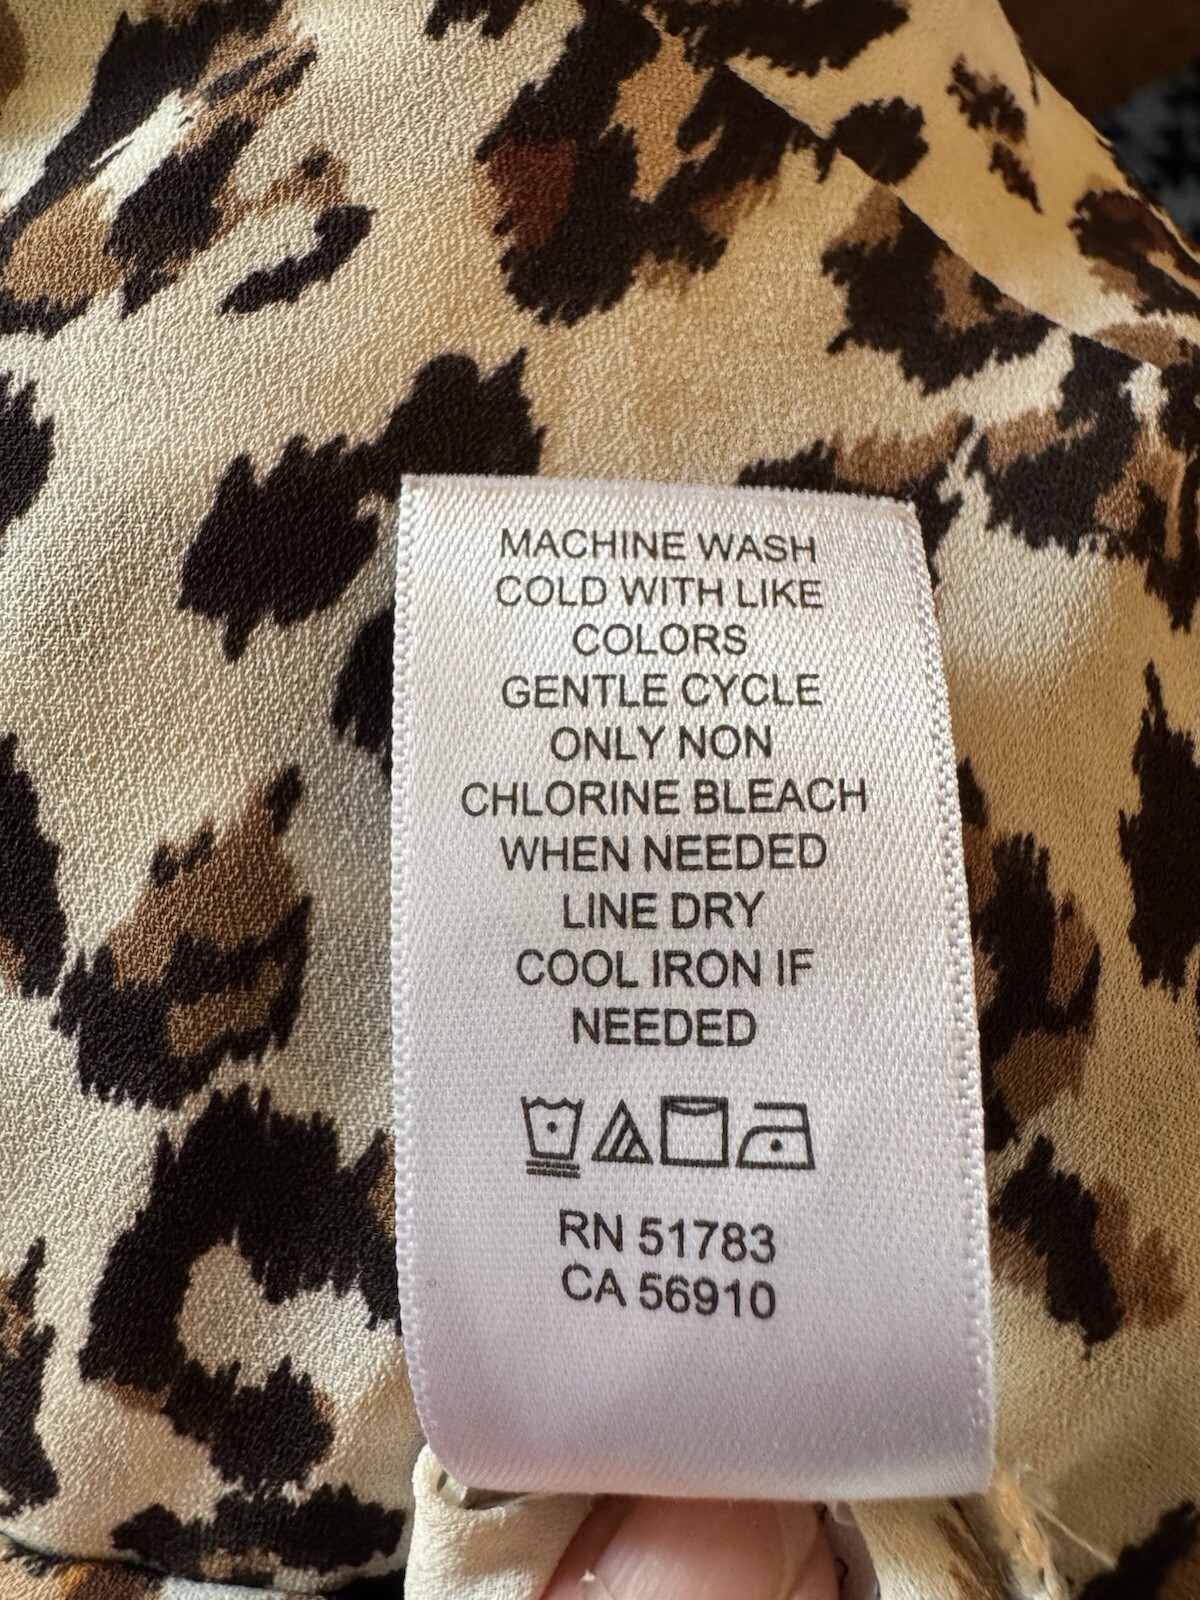 MACHINE WASH
COLD WITH LIKE
COLORS
GENTLE CYCLE
ONLY NON
CHLORINE BLEACH
WHEN NEEDED
LINE DRY
COOL IRON IF
NEEDED
RN 51783
CA 56910